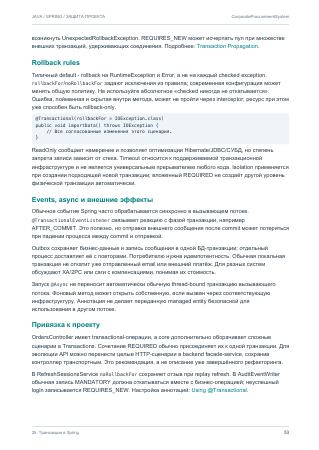 JAVA / SPRING / ЗАЩИТА ПРОЕКТА
CorporateProcurementSystem
возникнуть UnexpectedRollbackException. REQUIRES_NEW может исчерпать пул при множестве
внешних транзакций, удерживающих соединения. Подробнее: Transaction Propagation.
Rollback rules
Типичный default - rollback на RuntimeException и Error, а не на каждый checked exception.
rollbackFor/noRollbackFor задают исключения из правила; современная конфигурация может
менять общую политику. Не используйте абсолютное «checked никогда не откатывается».
Ошибка, пойманная и скрытая внутри метода, может не пройти через interceptor; ресурс при этом
уже способен быть rollback-only.
@Transactional(rollbackFor = IOException.class)
public void importData() throws IOException {
// Все согласованные изменения этого сценария.
}
ReadOnly сообщает намерение и позволяет оптимизации Hibernate/JDBC/СУБД, но степень
запрета записи зависит от стека. Timeout относится к поддерживаемой транзакционной
инфраструктуре и не является универсальным прерывателем любого кода. Isolation применяется
при создании подходящей новой транзакции; вложенный REQUIRED не создаёт другой уровень
физической транзакции автоматически.
Events, async и внешние эффекты
Обычное событие Spring часто обрабатывается синхронно в вызывающем потоке.
@TransactionalEventListener связывает реакцию с фазой транзакции, например
AFTER_COMMIT. Это полезно, но отправка внешнего сообщения после commit может потеряться
при падении процесса между commit и отправкой.
Outbox сохраняет бизнес-данные и запись сообщения в одной БД-транзакции; отдельный
процесс доставляет её с повторами. Потребителю нужна идемпотентность. Обычная локальная
транзакция не откатит уже отправленный email или внешний платёж. Для разных систем
обсуждают XA/2PC или саги с компенсациями, понимая их стоимость.
Запуск @Async не переносит автоматически обычную thread-bound транзакцию вызывающего
потока. Фоновый метод может открыть собственную, если вызван через соответствующую
инфраструктуру. Аннотация не делает переданную managed entity безопасной для
использования в другом потоке.
Привязка к проекту
OrdersController имеет transactional-операции, а core дополнительно оборачивает сложные
сценарии в Transactions. Сочетание REQUIRED обычно присоединяет их к одной транзакции. Для
эволюции API можно перенести целые HTTP-сценарии в backend facade-service, сохранив
контроллер транспортным. Это рекомендация, а не описание уже завершённого рефакторинга.
В RefreshSessionsService noRollbackFor сохраняет отзыв при replay refresh. В AuditEventWriter
обычная запись MANDATORY должна откатываться вместе с бизнес-операцией; неуспешный
login записывается REQUIRES_NEW. Настройка аннотаций: Using @Transactional.
25. Транзакции в Spring
53